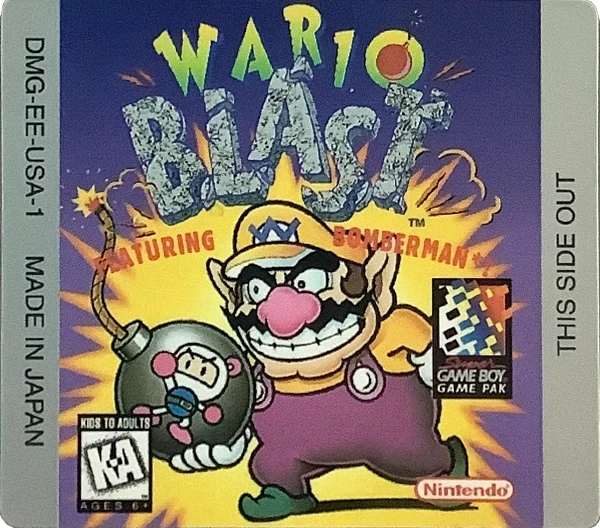 WARIO
BLAST
TM
FEATURING BOMBERMAN
DMG-EE-USA-1 MADE IN JAPAN
THIS SIDE OUT
W
Super
GAME BOY
GAME PAK
KIDS TO ADULTS
K-A
AGES 6+
Nintendo